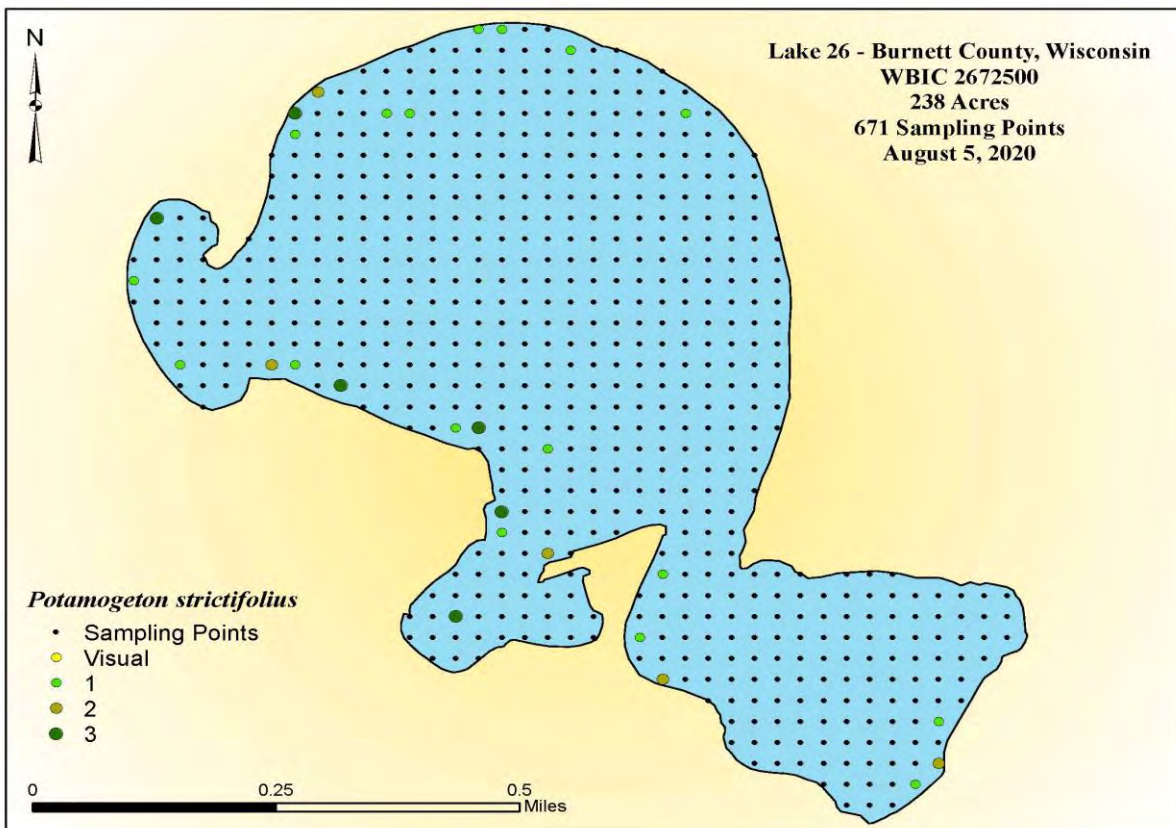 N
Lake 26 - Burnett County, Wisconsin
WBIC 2672500
238 Acres
671 Sampling Points
August 5, 2020
Potamogeton strictifolius
Sampling Points
Visual
1
2
3
0 0.25 0.5
Miles